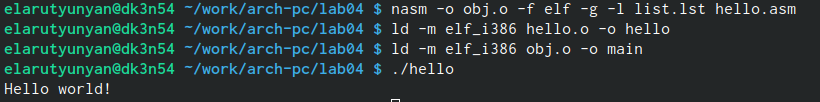 elarutyunyan@dk3n54 ~/work/arch-pc/lab04 $ nasm -o obj.o -f elf -g -l list.lst hello.asm
elarutyunyan@dk3n54 ~/work/arch-pc/lab04 $ ld -m elf_i386 hello.o -o hello
elarutyunyan@dk3n54 ~/work/arch-pc/lab04 $ ld -m elf_i386 obj.o -o main
elarutyunyan@dk3n54 ~/work/arch-pc/lab04 $ ./hello
Hello world!